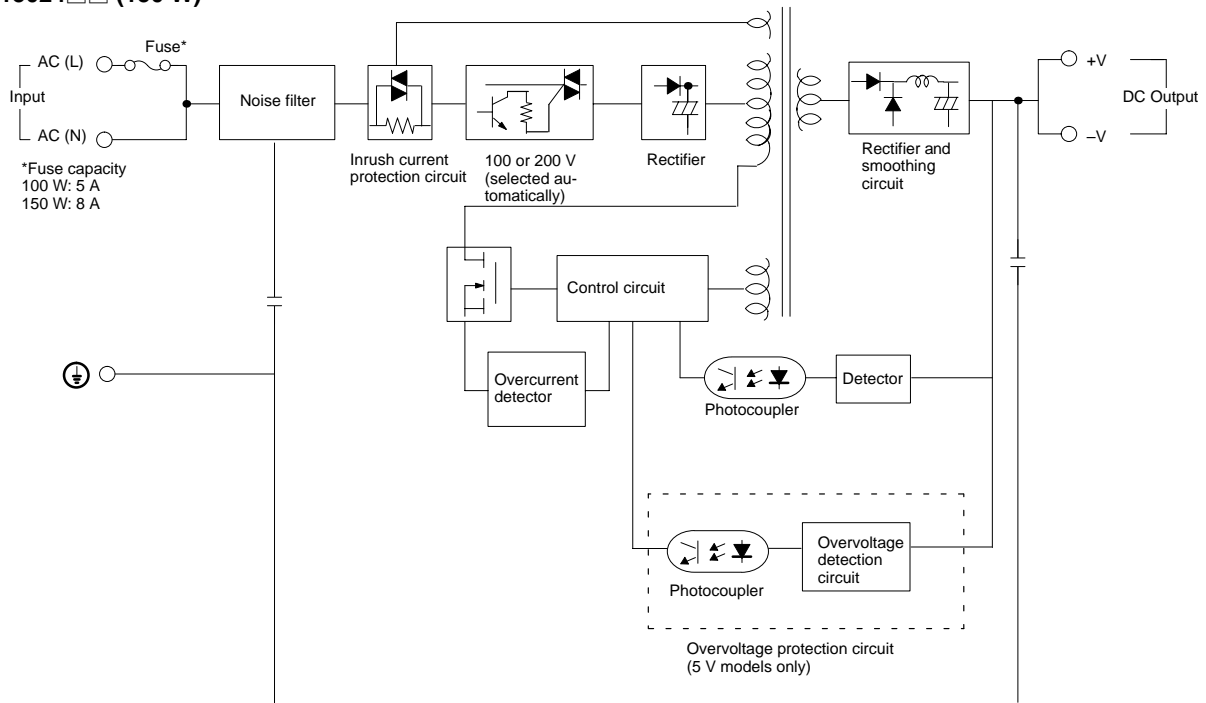 (150 W)
Fuse*
AC (L)
Input
AC (N)
*Fuse capacity
100 W: 5 A
150 W: 8 A
Noise filter
Inrush current
protection circuit
100 or 200 V
(selected au-
tomatically)
Rectifier
Rectifier and
smoothing
circuit
+V
DC Output
–V
Control circuit
Overcurrent
detector
Photocoupler
Detector
Photocoupler
Overvoltage
detection
circuit
Overvoltage protection circuit
(5 V models only)